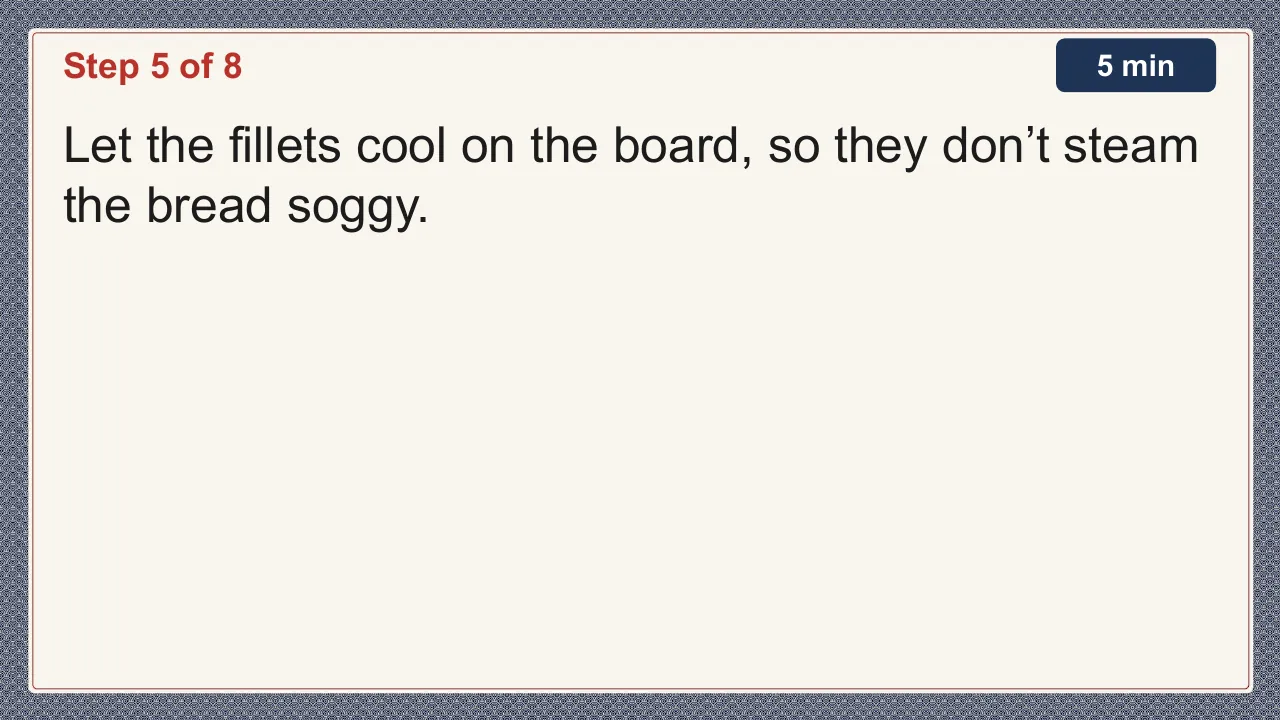 Step 5 of 8
5 min
Let the fillets cool on the board, so they don’t steam
the bread soggy.